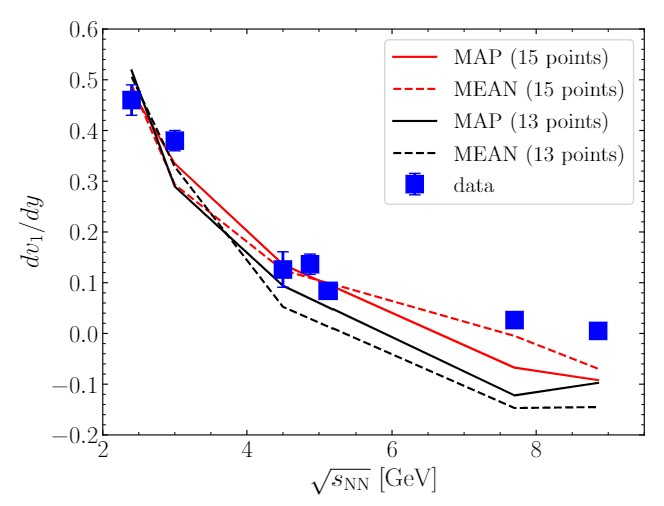 0.6
0.5
0.4
0.3
0.2
0.1
0.0
−0.1
−0.2
dv₁/dy
MAP (15 points)
MEAN (15 points)
MAP (13 points)
MEAN (13 points)
data
2 4 6 8
√s_NN [GeV]